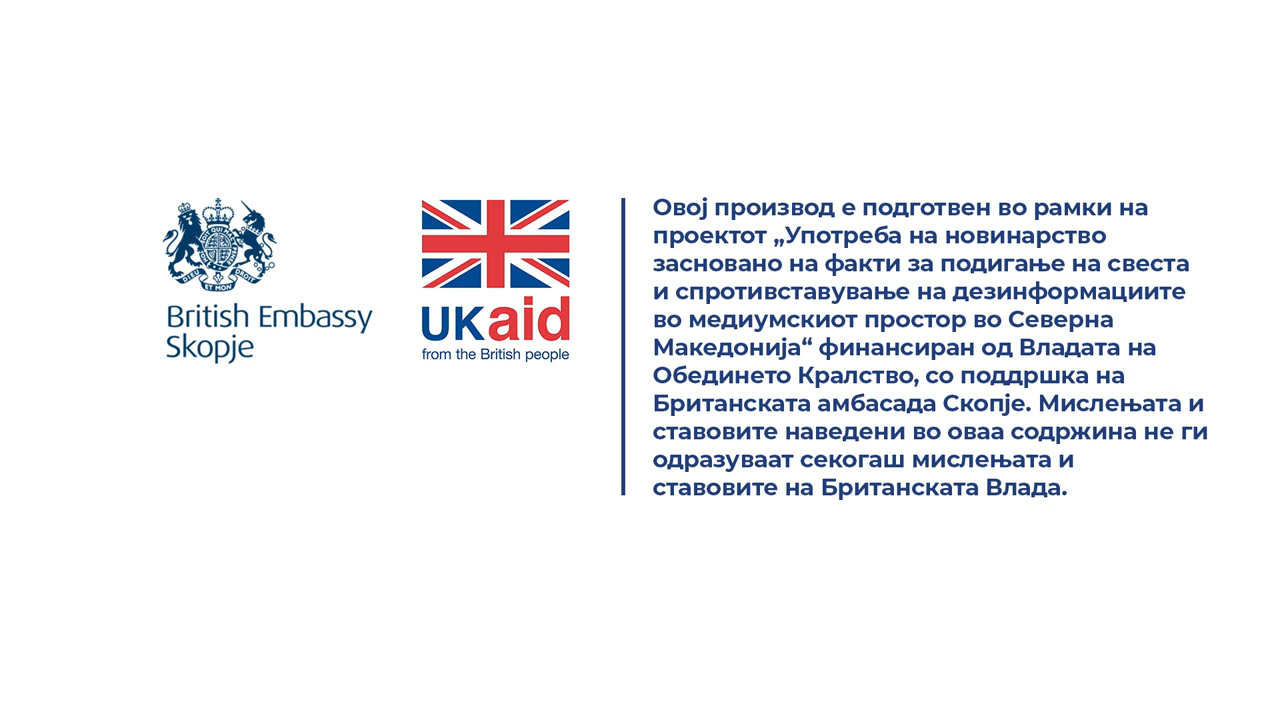 British Embassy
Skopje
UKaid
from the British people
Овој производ е подготвен во рамки на
проектот „Употреба на новинарство
засновано на факти за подигање на свеста
и спротивставување на дезинформациите
во медиумскиот простор во Северна
Македонија“ финансиран од Владата на
Обединето Кралство, со поддршка на
Британската амбасада Скопје. Мислењата и
ставовите наведени во оваа содржина не ги
одразуваат секогаш мислењата и
ставовите на Британската Влада.